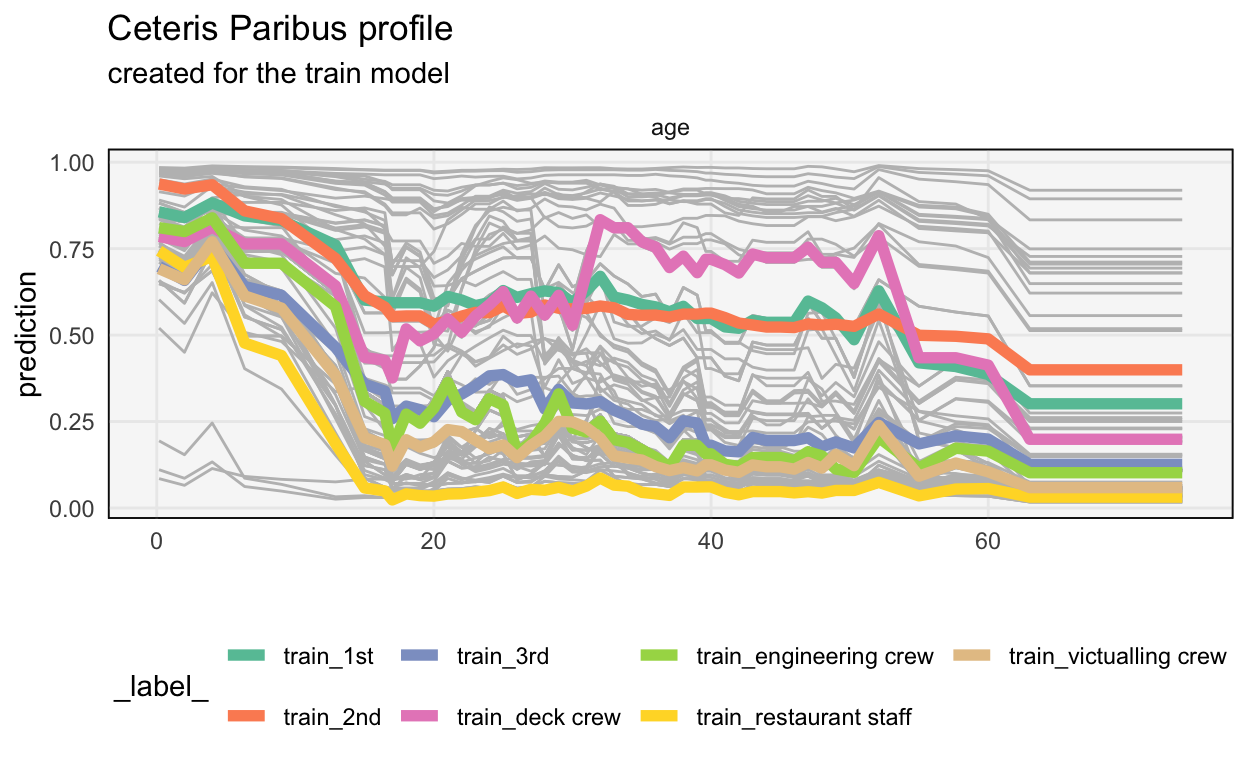 Ceteris Paribus profile
created for the train model
age
prediction
1.00
0.75
0.50
0.25
0.00
0 20 40 60
_label_
train_1st train_3rd train_engineering crew train_victualling crew
train_2nd train_deck crew train_restaurant staff